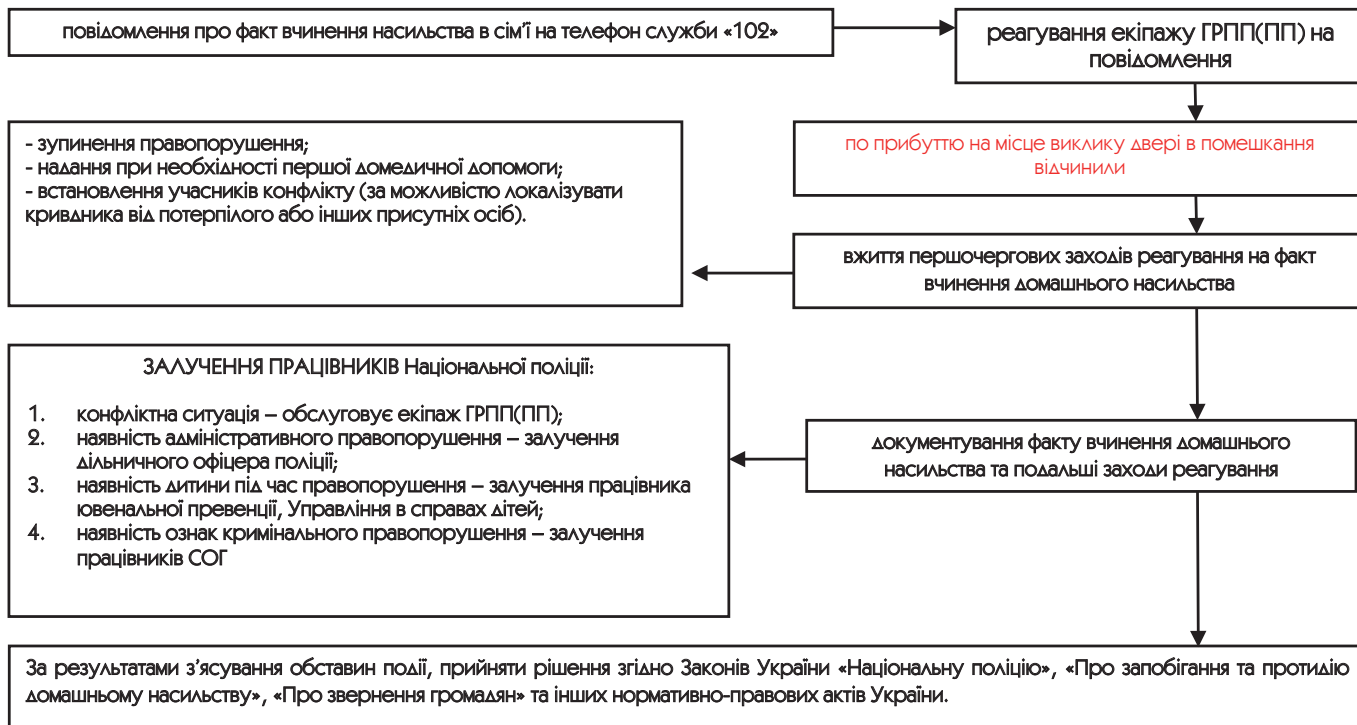 повідомлення про факт вчинення насильства в сім’ї на телефон служби «102»
реагування екіпажу ГРПП(ПП) на
повідомлення
по прибуттю на місце виклику двері в помешкання
відчинили
- зупинення правопорушення;
- надання при необхідності першої домедичної допомоги;
- встановлення учасників конфлікту (за можливістю локалізувати
кривдника від потерпілого або інших присутніх осіб).
вжиття першочергових заходів реагування на факт
вчинення домашнього насильства
ЗАЛУЧЕННЯ ПРАЦІВНИКІВ Національної поліції:
1. конфліктна ситуація – обслуговує екіпаж ГРПП(ПП);
2. наявність адміністративного правопорушення – залучення
дільничного офіцера поліції;
3. наявність дитини під час правопорушення – залучення працівника
ювенальної превенції, Управління в справах дітей;
4. наявність ознак кримінального правопорушення – залучення
працівників СОГ
документування факту вчинення домашнього
насильства та подальші заходи реагування
За результатами з’ясування обставин події, прийняти рішення згідно Законів України «Національну поліцію», «Про запобігання та протидію
домашньому насильству», «Про звернення громадян» та інших нормативно-правових актів України.